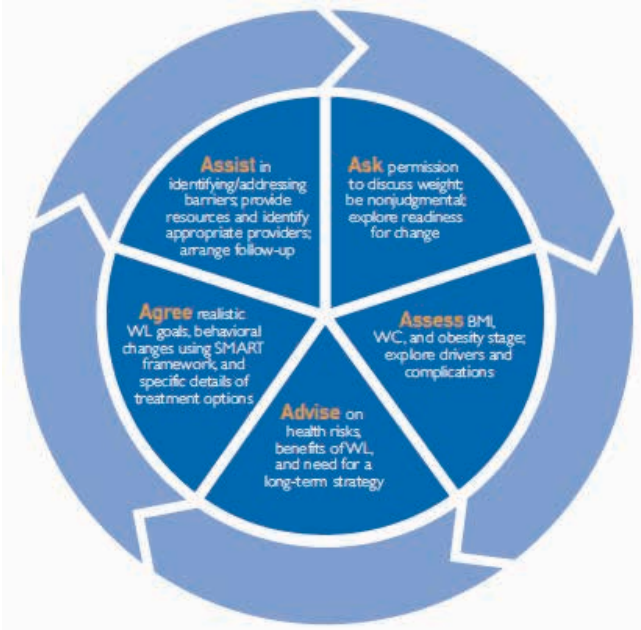 Ask permission
to discuss weight;
be nonjudgmental;
explore readiness
for change
Assess BMI,
WC, and obesity stage;
explore drivers and
complications
Advise on
health risks,
benefits of WL,
and need for a
long-term strategy
Agree realistic
WL goals, behavioral
changes using SMART
framework, and
specific details of
treatment options
Assist in
identifying/addressing
barriers; provide
resources and identify
appropriate providers;
arrange follow-up